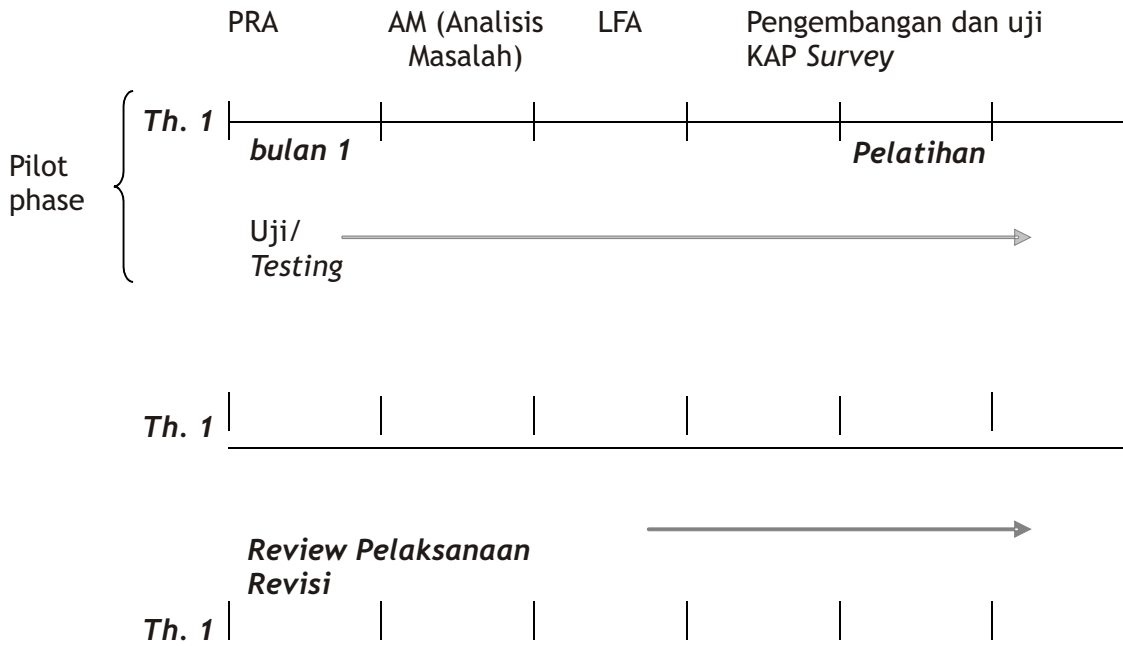 PRA
AM (Analisis
Masalah)
LFA
Pengembangan dan uji
KAP Survey
Pilot
phase
Th. 1
bulan 1
Pelatihan
Uji/
Testing
Th. 1
Review Pelaksanaan
Revisi
Th. 1